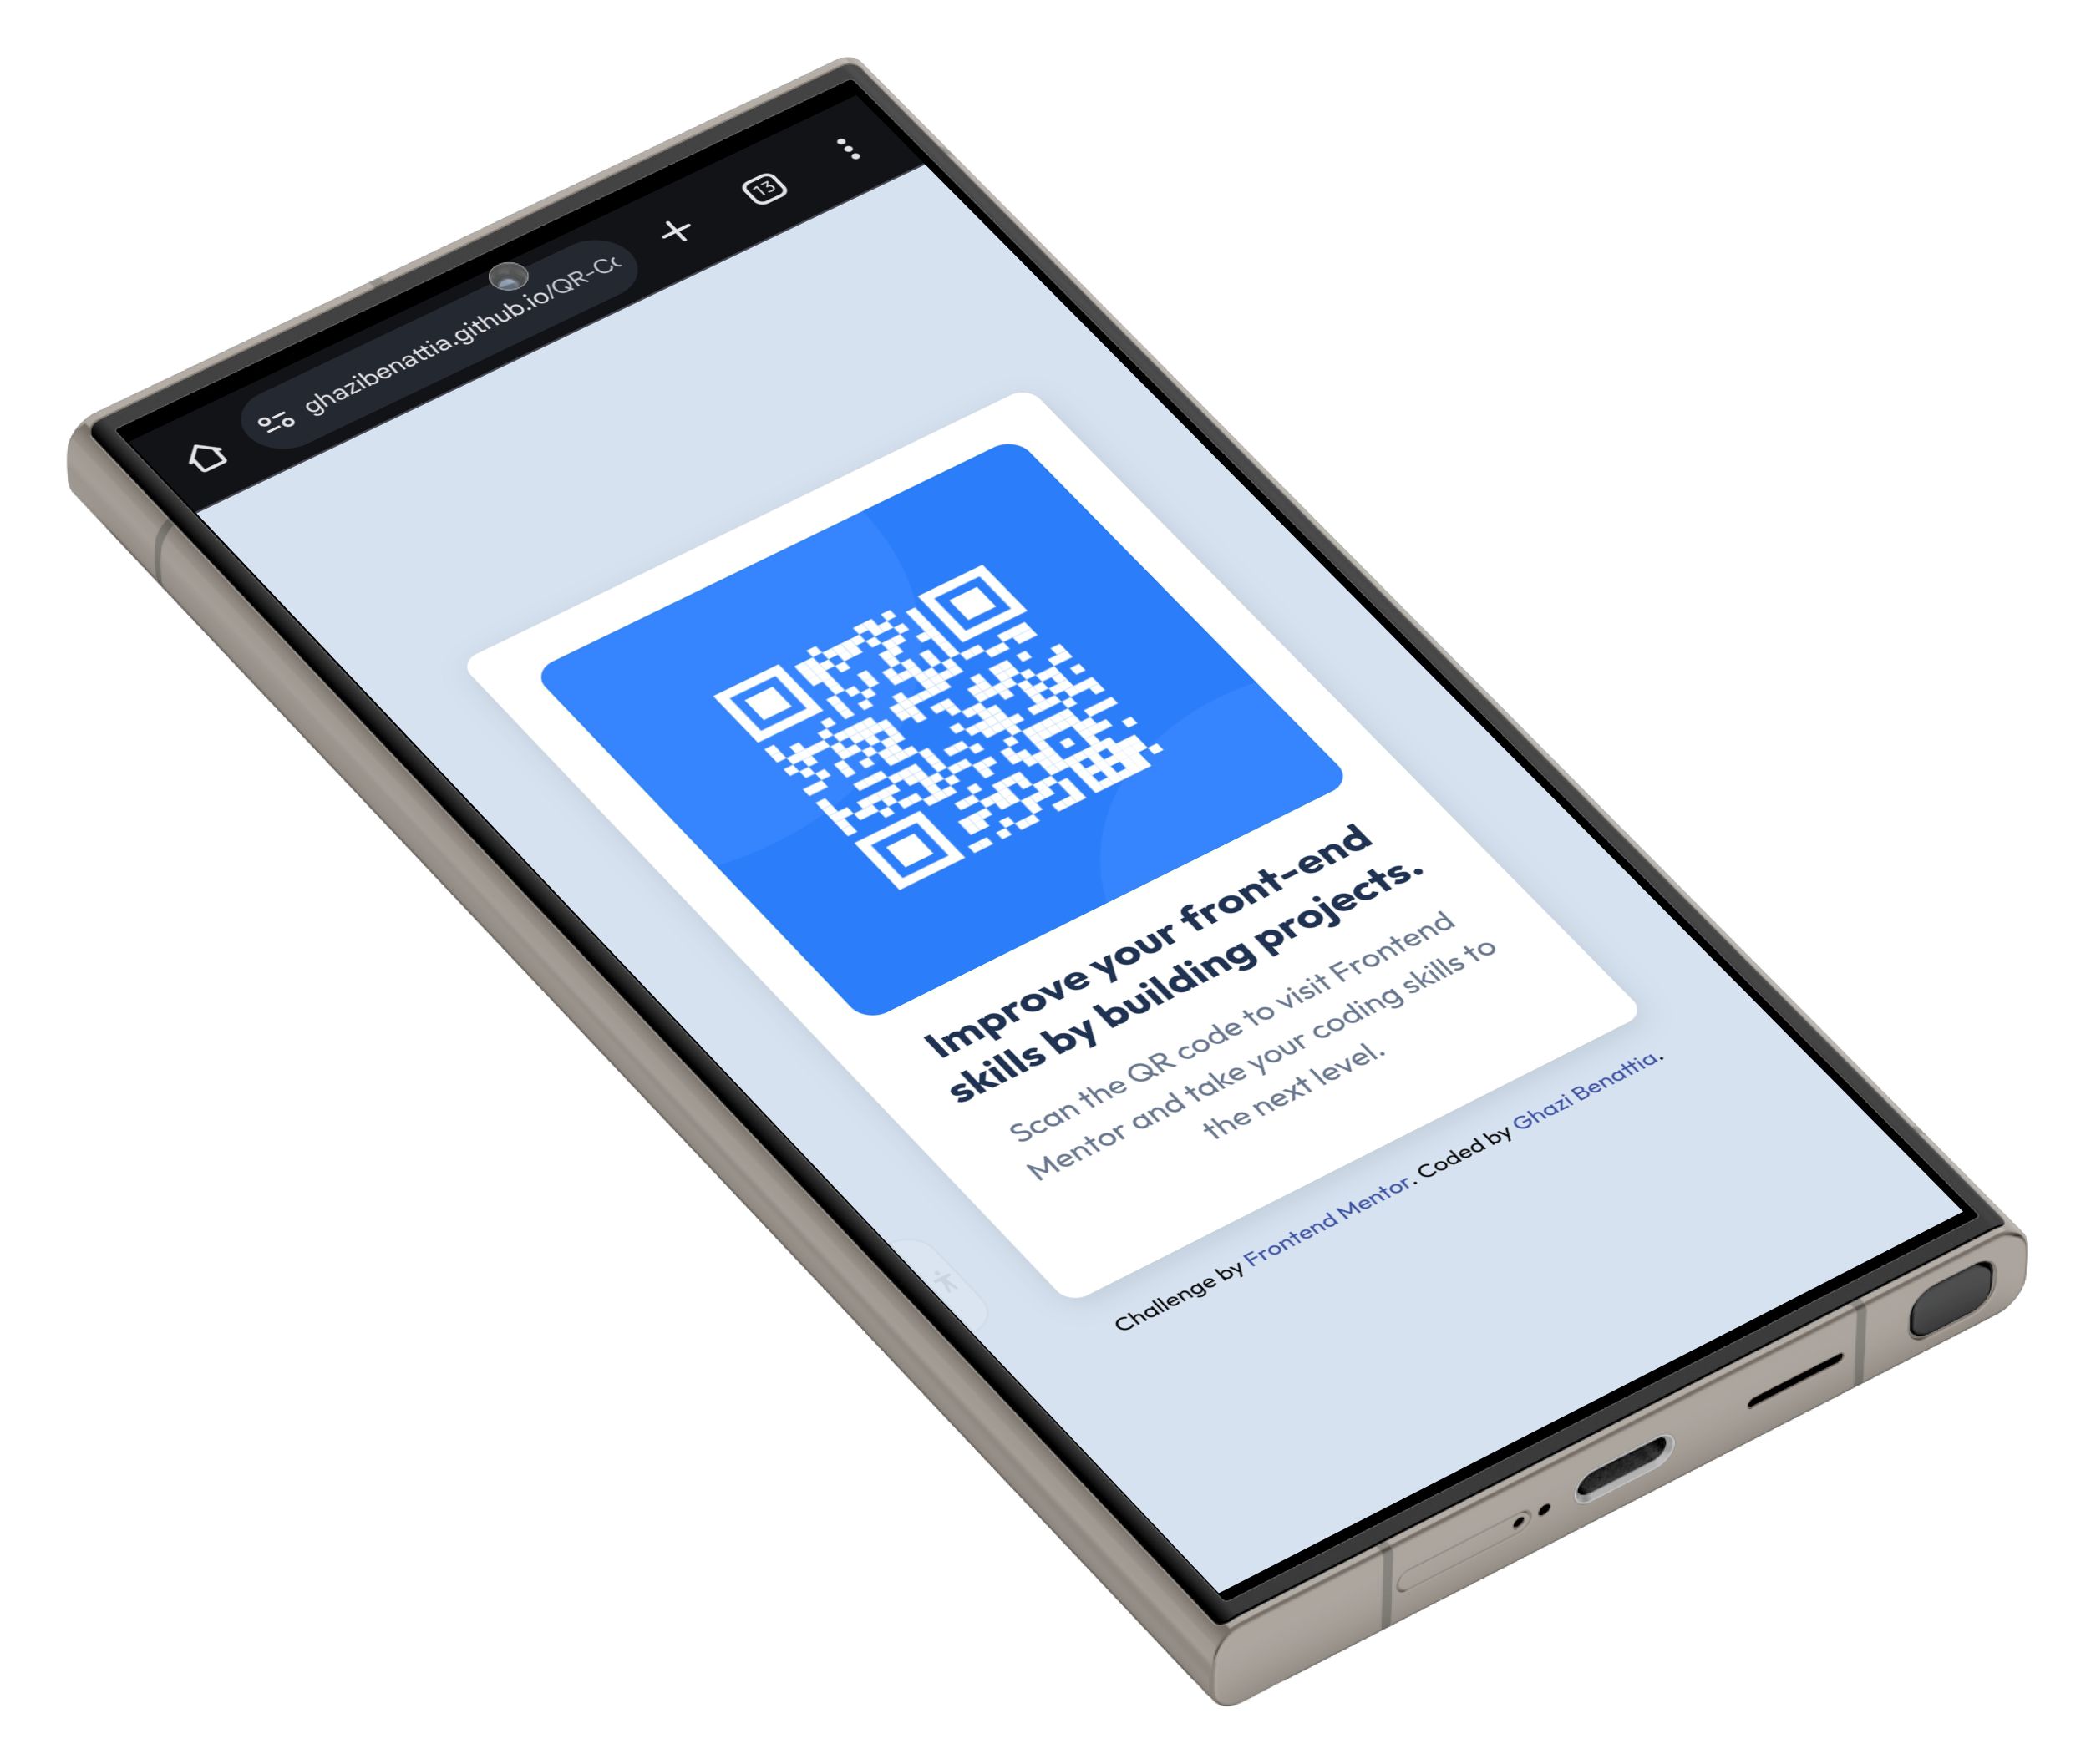 13
ghazibenattia.github.io/QR-Co
Improve your front-end
skills by building projects.
Scan the QR code to visit Frontend
Mentor and take your coding skills to
the next level.
Challenge by Frontend Mentor. Coded by Ghazi Benattia.